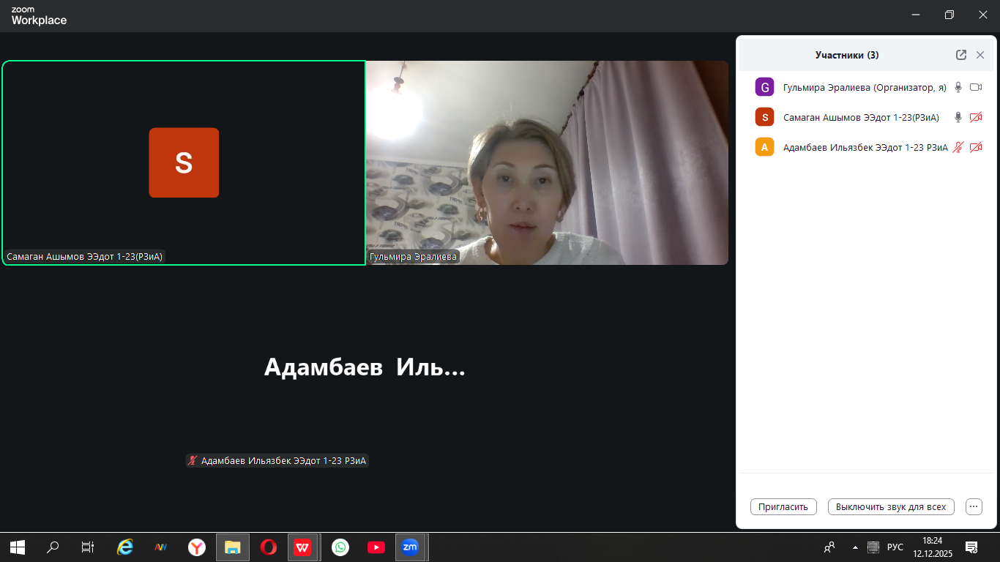 zoom
Workplace
S
Самаган Ашымов ЭЭдот 1-23(РЗиА)
Гульмира Эралиева
Адамбаев Иль...
Адамбаев Ильязбек ЭЭдот 1-23 РЗиА
Участники (3)
G
Гульмира Эралиева (Организатор, я)
S
Самаган Ашымов ЭЭдот 1-23(РЗиА)
A
Адамбаев Ильязбек ЭЭдот 1-23 РЗиА
Пригласить
Выключить звук для всех
zm
РУС
18:24
12.12.2025